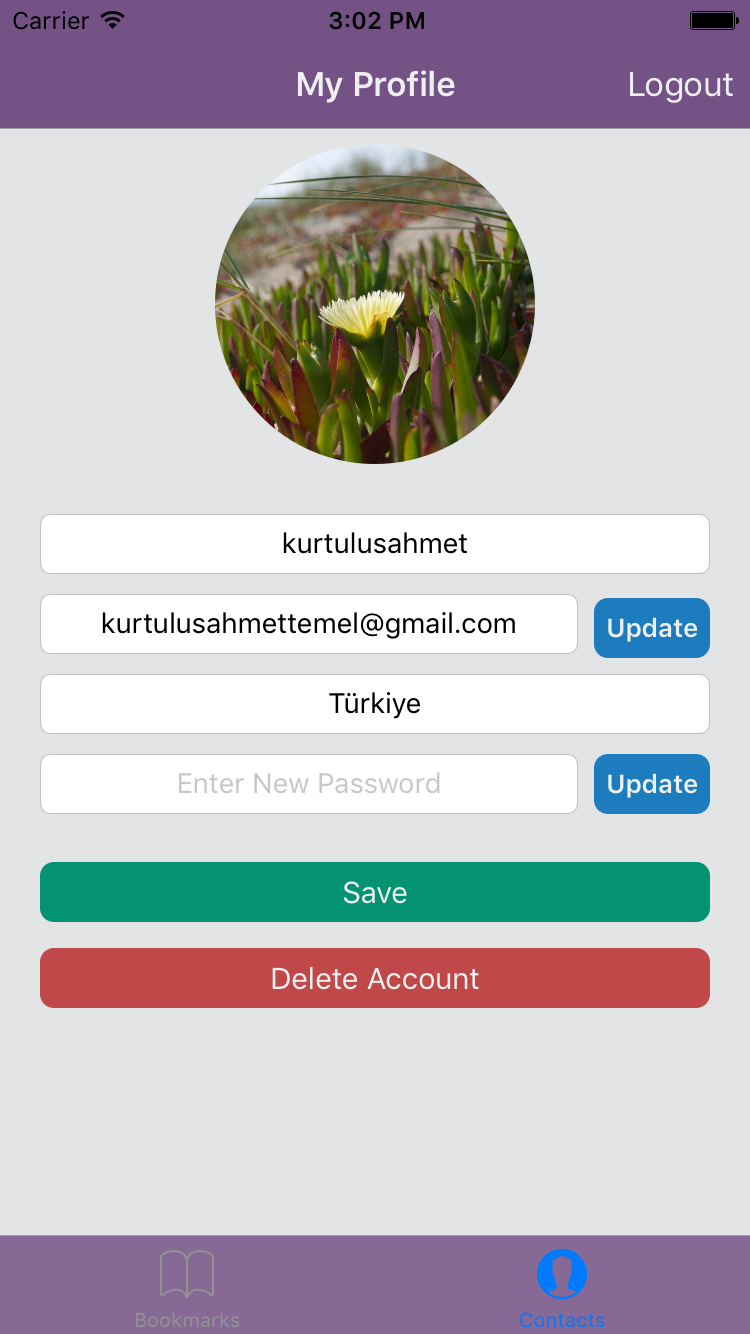 Carrier 3:02 PM
My Profile Logout
kurtulusahmet
kurtulusahmettemel@gmail.com Update
Türkiye
Enter New Password Update
Save
Delete Account
Bookmarks Contacts